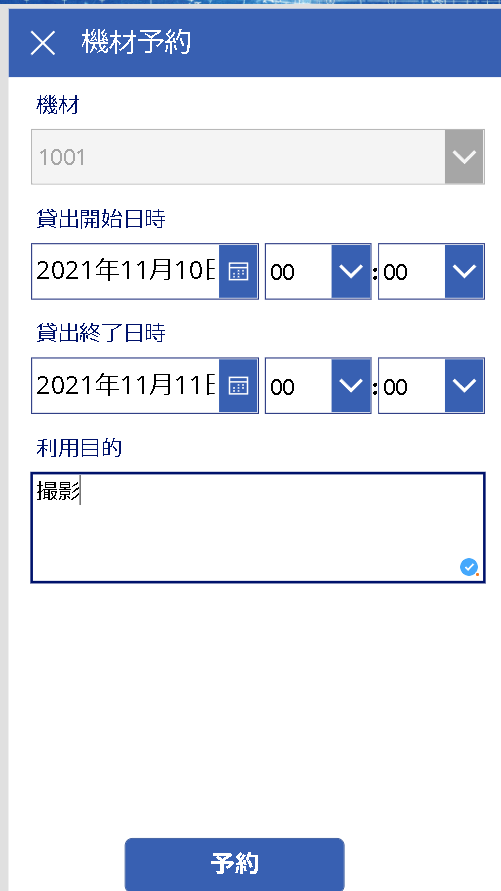 機材予約
機材
1001
貸出開始日時
2021年11月10日 00 : 00
貸出終了日時
2021年11月11日 00 : 00
利用目的
撮影
予約